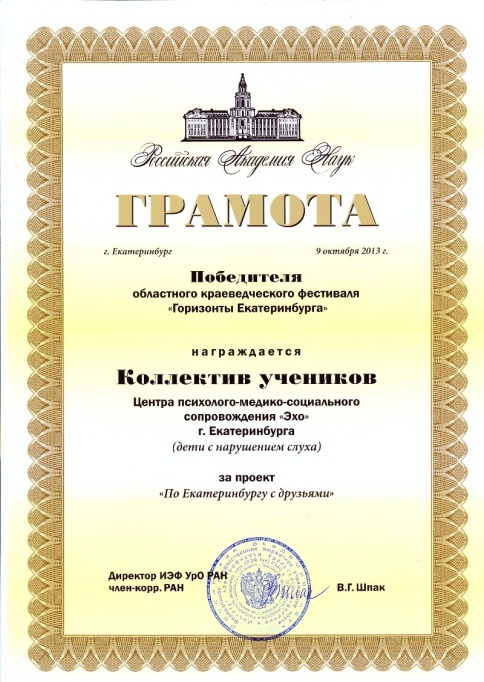 Российская Академия Наук
ГРАМОТА
г. Екатеринбург 9 октября 2013 г.
Победителя
областного краеведческого фестиваля
«Горизонты Екатеринбурга»
награждается
Коллектив учеников
Центра психолого-медико-социального
сопровождения «Эхо»
г. Екатеринбурга
(дети с нарушением слуха)
за проект
«По Екатеринбургу с друзьями»
Директор ИЭФ УрО РАН
член-корр. РАН В.Г. Шпак